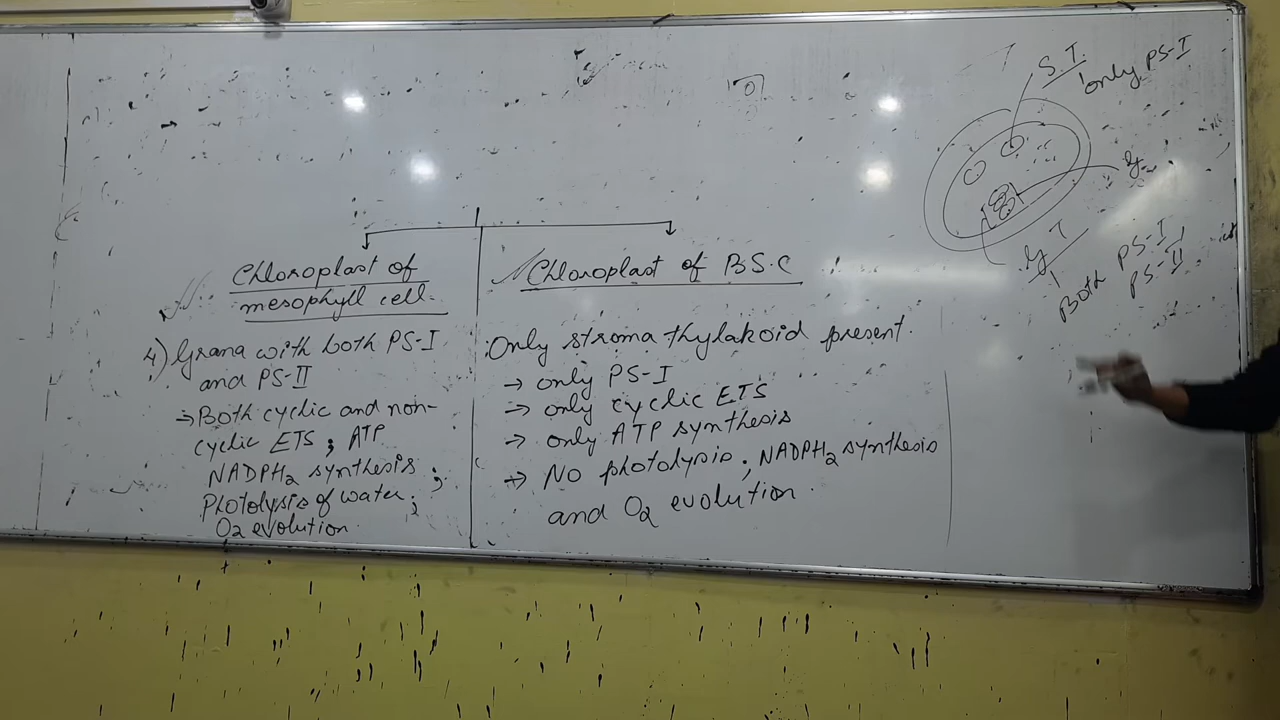 Chloroplast of
mesophyll cell.
4) Grana with both PS-I
and PS-II
→ Both cyclic and non-
cyclic ETS ; ATP
NADPH₂ synthesis ;
Photolysis of water ;
O₂ evolution.
Chloroplast of B.S.C
Only stroma thylakoid present.
→ only PS-I
→ only cyclic ETS
→ only ATP synthesis
→ No photolysis ; NADPH₂ synthesis
and O₂ evolution.
S.T.
only PS-I
G.T
Both PS-I
PS-II